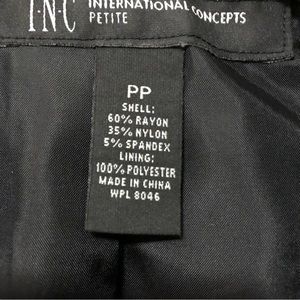 I·N·C INTERNATIONAL CONCEPTS
PETITE
PP
SHELL:
60% RAYON
35% NYLON
5% SPANDEX
LINING:
100% POLYESTER
MADE IN CHINA
WPL 8046